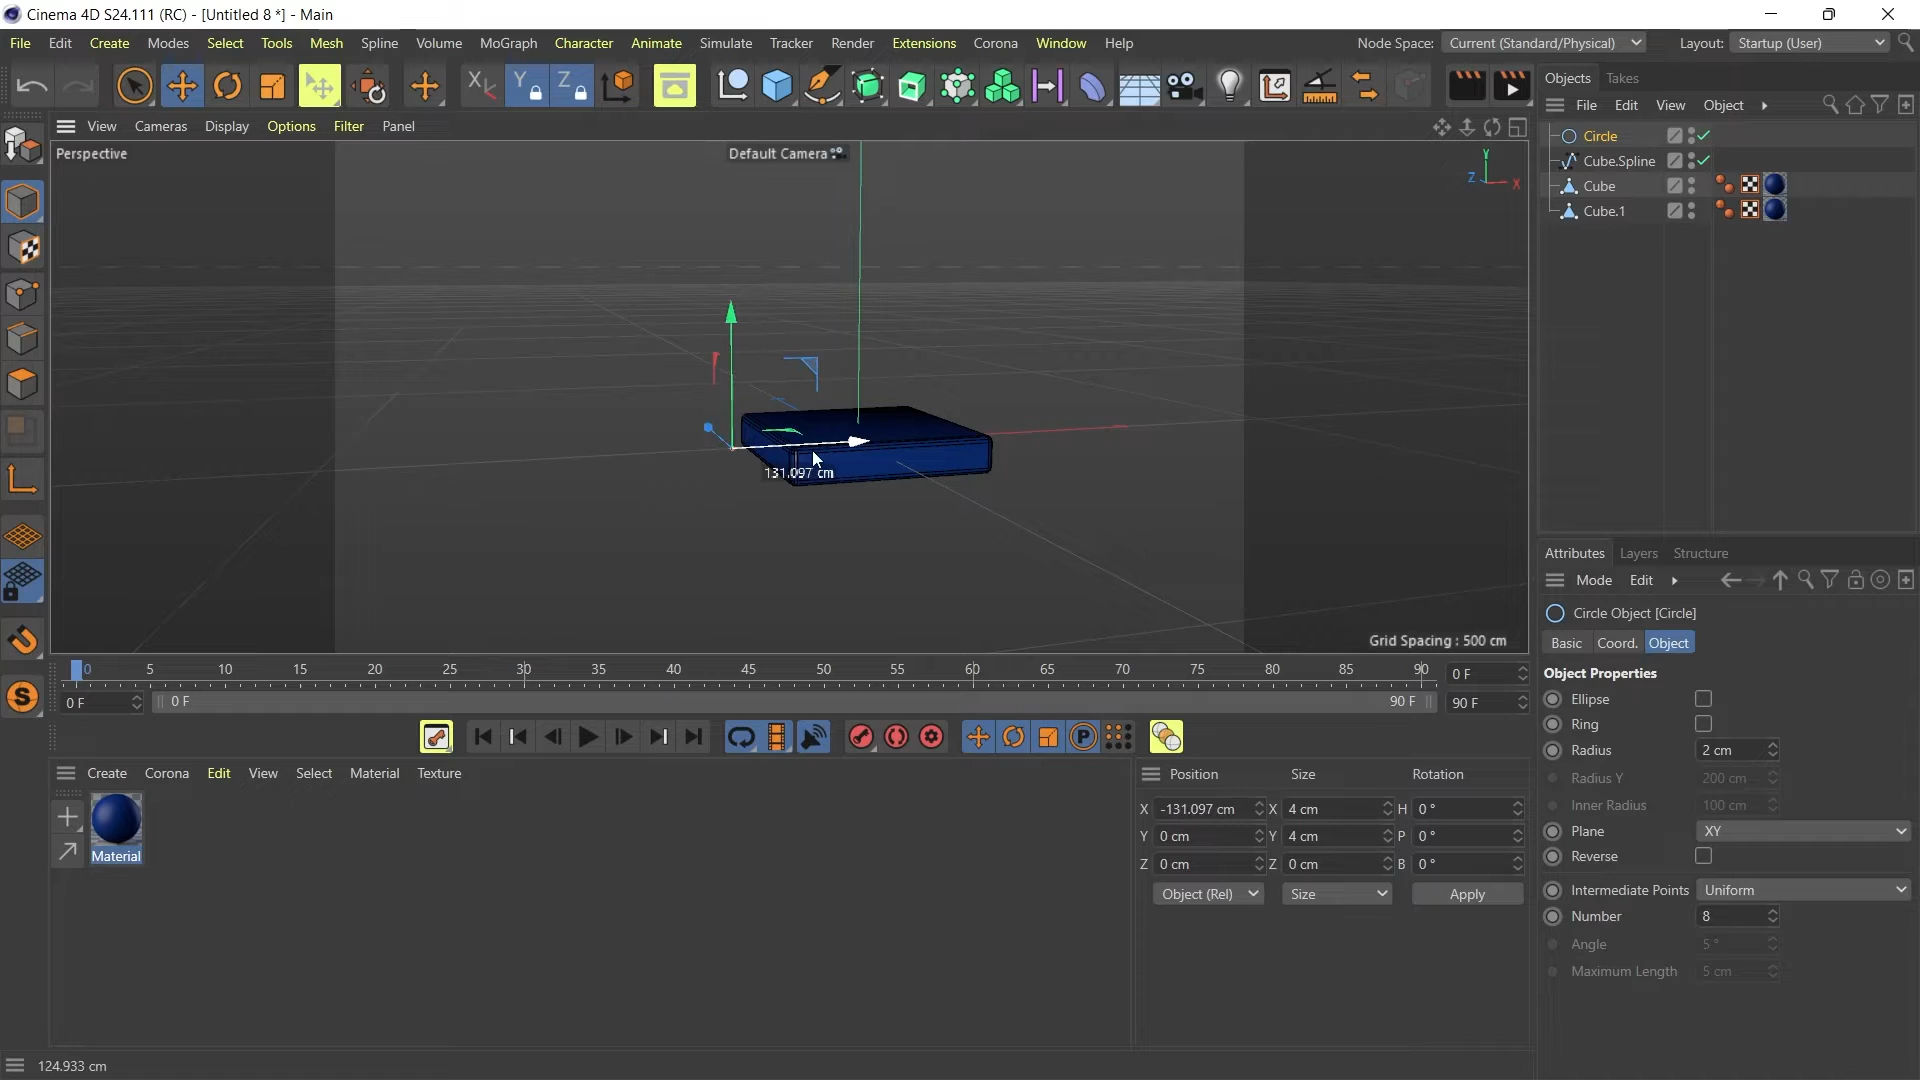 Cinema 4D S24.111 (RC) - [Untitled 8 *] - Main
File Edit Create Modes Select Tools Mesh Spline Volume MoGraph Character Animate Simulate Tracker Render Extensions Corona Window Help Node Space: Current (Standard/Physical) Layout: Startup (User)
X Y Z
Objects Takes
File Edit View Object
View Cameras Display Options Filter Panel
Perspective
Default Camera
Y
Z X
Circle
Cube.Spline
Cube
Cube.1
131.097 cm
Grid Spacing : 500 cm
Attributes Layers Structure
Mode Edit
Circle Object [Circle]
Basic Coord. Object
Object Properties
Ellipse
Ring
Radius 2 cm
Radius Y 200 cm
Inner Radius 100 cm
Plane XY
Reverse
Intermediate Points Uniform
Number 8
Angle 5 °
Maximum Length 5 cm
0 5 10 15 20 25 30 35 40 45 50 55 60 65 70 75 80 85 90 0 F
0 F 0 F 90 F 90 F
P
S
Create Corona Edit View Select Material Texture
Material
Position Size Rotation
X -131.097 cm X 4 cm H 0 °
Y 0 cm Y 4 cm P 0 °
Z 0 cm Z 0 cm B 0 °
Object (Rel) Size Apply
124.933 cm